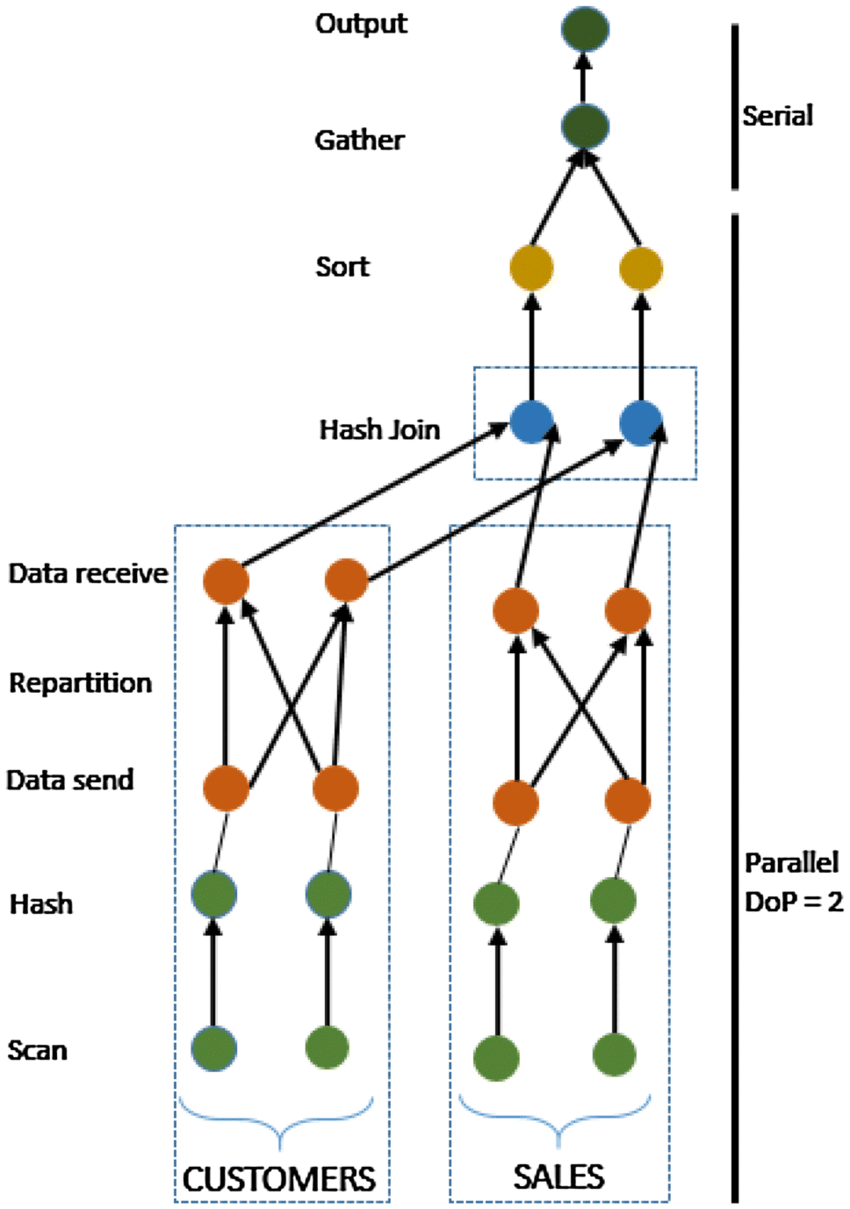 Output
Serial
Gather
Sort
Hash Join
Data receive
Repartition
Data send
Parallel
DoP = 2
Hash
Scan
CUSTOMERS
SALES